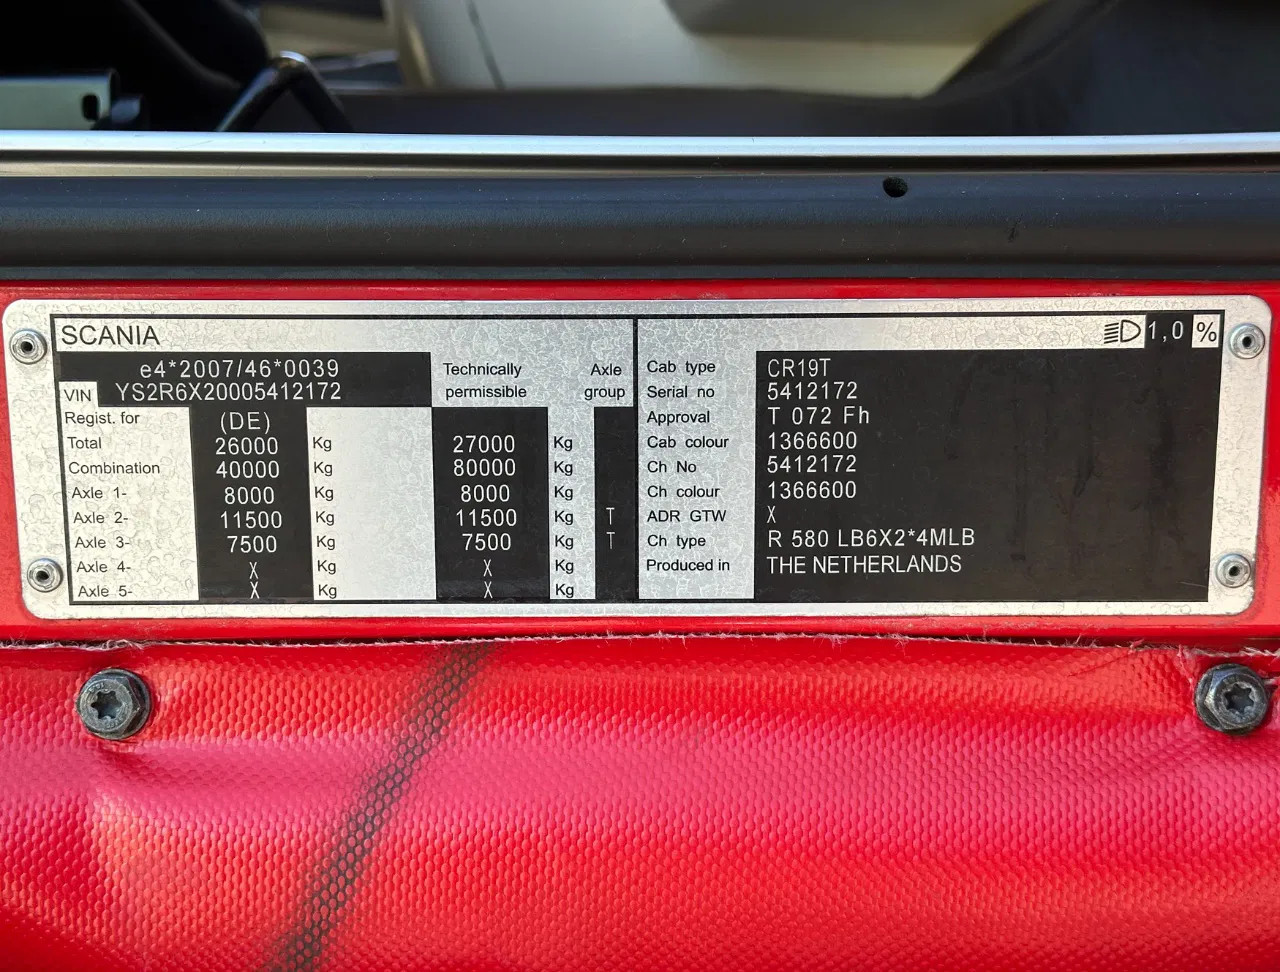 SCANIA
e4*2007/46*0039
VIN YS2R6X20005412172
Technically permissible
Axle group
Regist. for (DE)
Total 26000 Kg 27000 Kg
Combination 40000 Kg 80000 Kg
Axle 1- 8000 Kg 8000 Kg
Axle 2- 11500 Kg 11500 Kg T
Axle 3- 7500 Kg 7500 Kg T
Axle 4- X Kg X Kg
Axle 5- X Kg X Kg
1,0 %
Cab type CR19T
Serial no 5412172
Approval T 072 Fh
Cab colour 1366600
Ch No 5412172
Ch colour 1366600
ADR GTW X
Ch type R 580 LB6X2*4MLB
Produced in THE NETHERLANDS